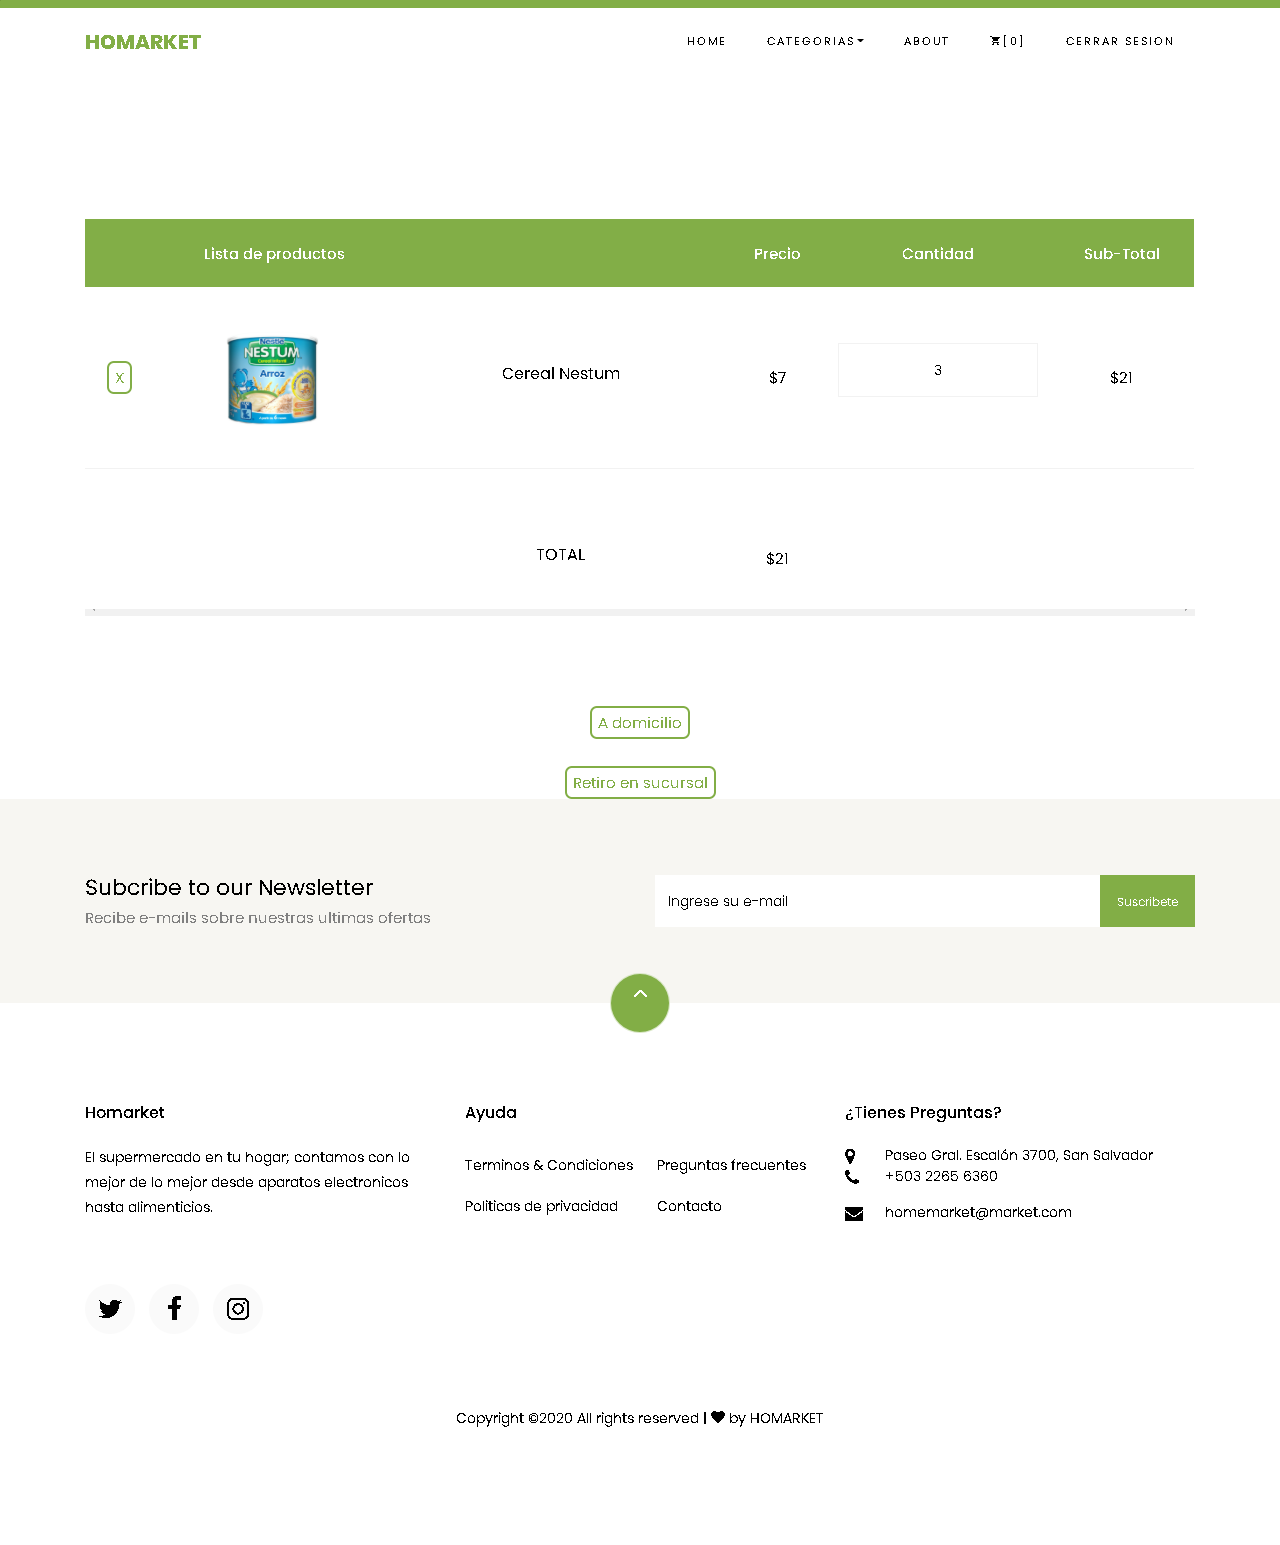 HOMARKET
HOME CATEGORIAS ABOUT [0] CERRAR SESION
Lista de productos Precio Cantidad Sub-Total
Nestlé
NESTUM
Cereal Infantil
Arroz
X Cereal Nestum $7 3 $21
TOTAL $21
A domicilio
Retiro en sucursal
Subcribe to our Newsletter
Recibe e-mails sobre nuestras ultimas ofertas
Ingrese su e-mail Suscribete
Homarket
El supermercado en tu hogar; contamos con lo
mejor de lo mejor desde aparatos electronicos
hasta alimenticios.
Ayuda
Terminos & Condiciones Preguntas frecuentes
Politicas de privacidad Contacto
¿Tienes Preguntas?
Paseo Gral. Escalón 3700, San Salvador
+503 2265 6360
homemarket@market.com
Copyright ©2020 All rights reserved | by HOMARKET